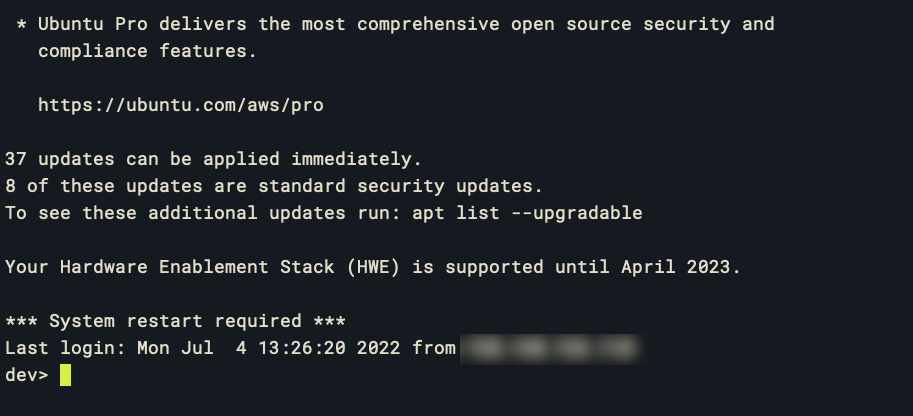 * Ubuntu Pro delivers the most comprehensive open source security and
compliance features.
https://ubuntu.com/aws/pro
37 updates can be applied immediately.
8 of these updates are standard security updates.
To see these additional updates run: apt list --upgradable
Your Hardware Enablement Stack (HWE) is supported until April 2023.
*** System restart required ***
Last login: Mon Jul  4 13:26:20 2022 from
dev>